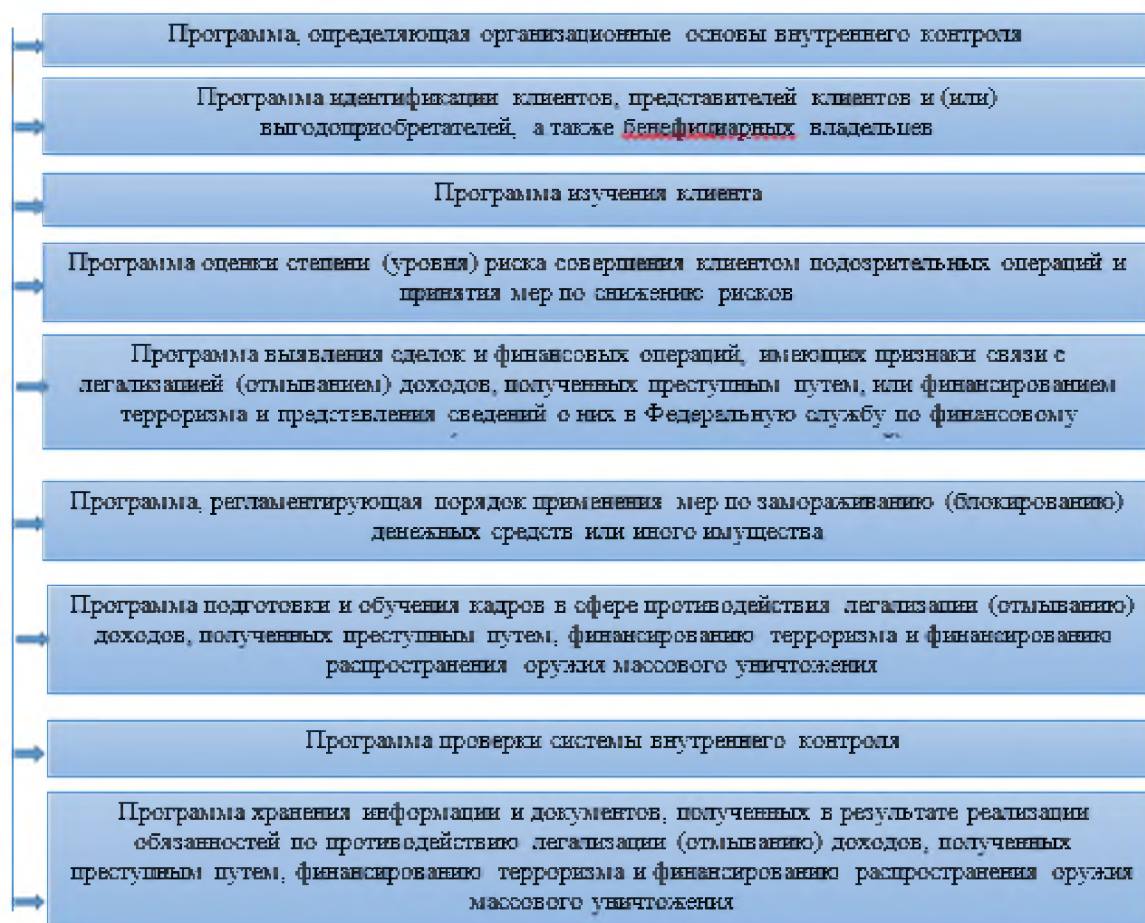 Программа, определяющая организационные основы внутреннего контроля
Программа идентификации клиентов, представителей клиентов и (или)
выгодоприобретателей, а также бенефициарных владельцев
Программа изучения клиента
Программа оценки степени (уровня) риска совершения клиентом подозрительных операций и
принятия мер по снижению рисков
Программа выявления сделок и финансовых операций, имеющих признаки связи с
легализацией (отмыванием) доходов, полученных преступным путем, или финансированием
терроризма и представления сведений о них в Федеральную службу по финансовому
Программа, регламентирующая порядок применения мер по замораживанию (блокированию)
денежных средств или иного имущества
Программа подготовки и обучения кадров в сфере противодействия легализации (отмыванию)
доходов, полученных преступным путем, финансированию терроризма и финансированию
распространения оружия массового уничтожения
Программа проверки системы внутреннего контроля
Программа хранения информации и документов, полученных в результате реализации
обязанностей по противодействию легализации (отмыванию) доходов, полученных
преступным путем, финансированию терроризма и финансированию распространения оружия
массового уничтожения